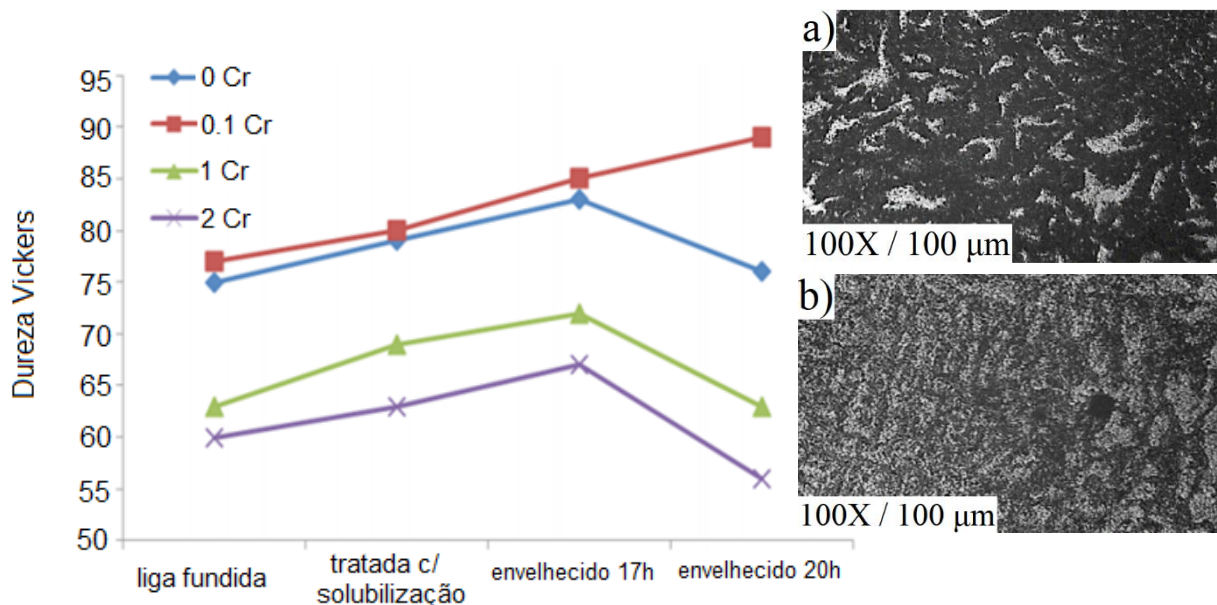 95
90
85
80
75
70
65
60
55
50
Dureza Vickers
0 Cr
0.1 Cr
1 Cr
2 Cr
liga fundida
tratada c/
solubilização
envelhecido 17h
envelhecido 20h
a)
100X / 100 μm
b)
100X / 100 μm